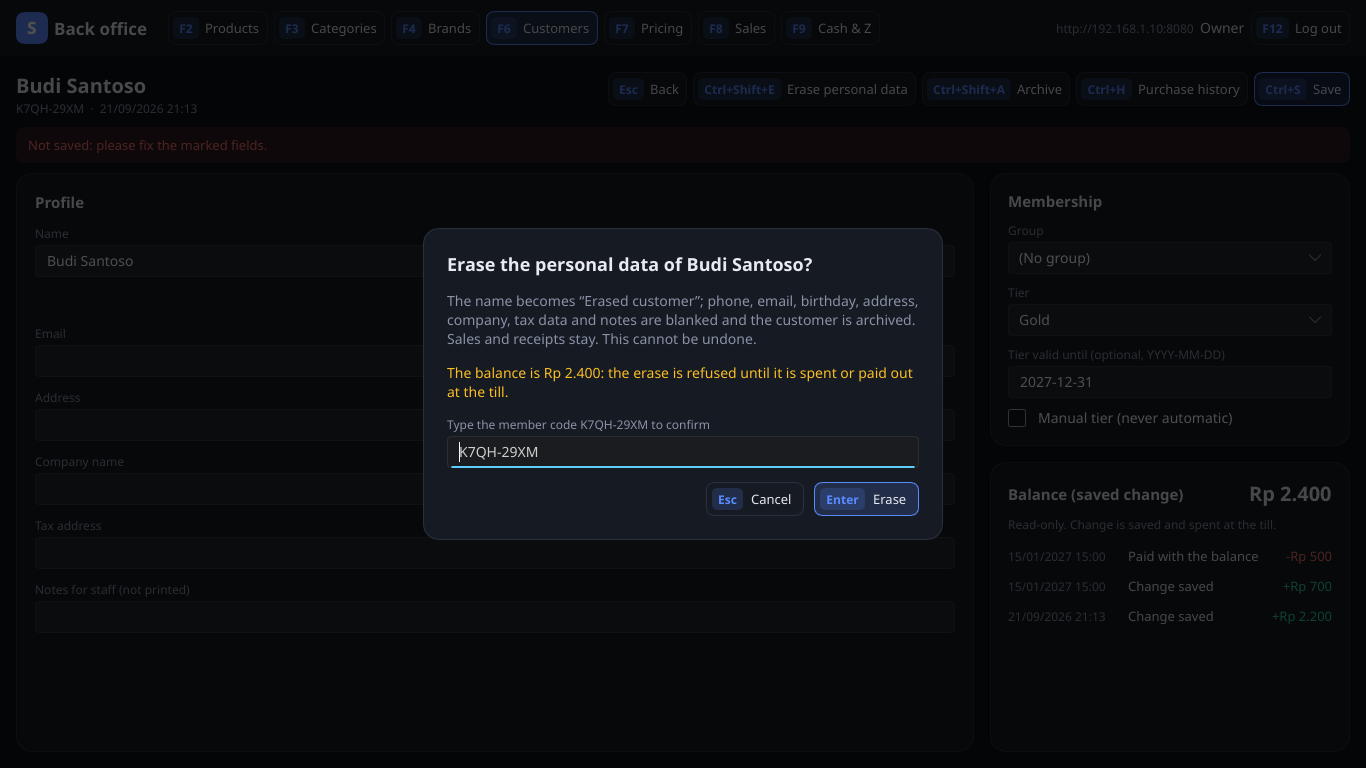 S Back office F2 Products F3 Categories F4 Brands F6 Customers F7 Pricing F8 Sales F9 Cash & Z http://192.168.1.10:8080 Owner F12 Log out
Budi Santoso
K7QH-29XM · 21/09/2026 21:13
Esc Back Ctrl+Shift+E Erase personal data Ctrl+Shift+A Archive Ctrl+H Purchase history Ctrl+S Save
Not saved: please fix the marked fields.
Profile
Name
Budi Santoso
Email
Address
Company name
Tax address
Notes for staff (not printed)
Erase the personal data of Budi Santoso?
The name becomes “Erased customer”; phone, email, birthday, address,
company, tax data and notes are blanked and the customer is archived.
Sales and receipts stay. This cannot be undone.
The balance is Rp 2.400: the erase is refused until it is spent or paid out
at the till.
Type the member code K7QH-29XM to confirm
K7QH-29XM
Esc Cancel Enter Erase
Membership
Group
(No group)
Tier
Gold
Tier valid until (optional, YYYY-MM-DD)
2027-12-31
Manual tier (never automatic)
Balance (saved change) Rp 2.400
Read-only. Change is saved and spent at the till.
15/01/2027 15:00 Paid with the balance -Rp 500
15/01/2027 15:00 Change saved +Rp 700
21/09/2026 21:13 Change saved +Rp 2.200